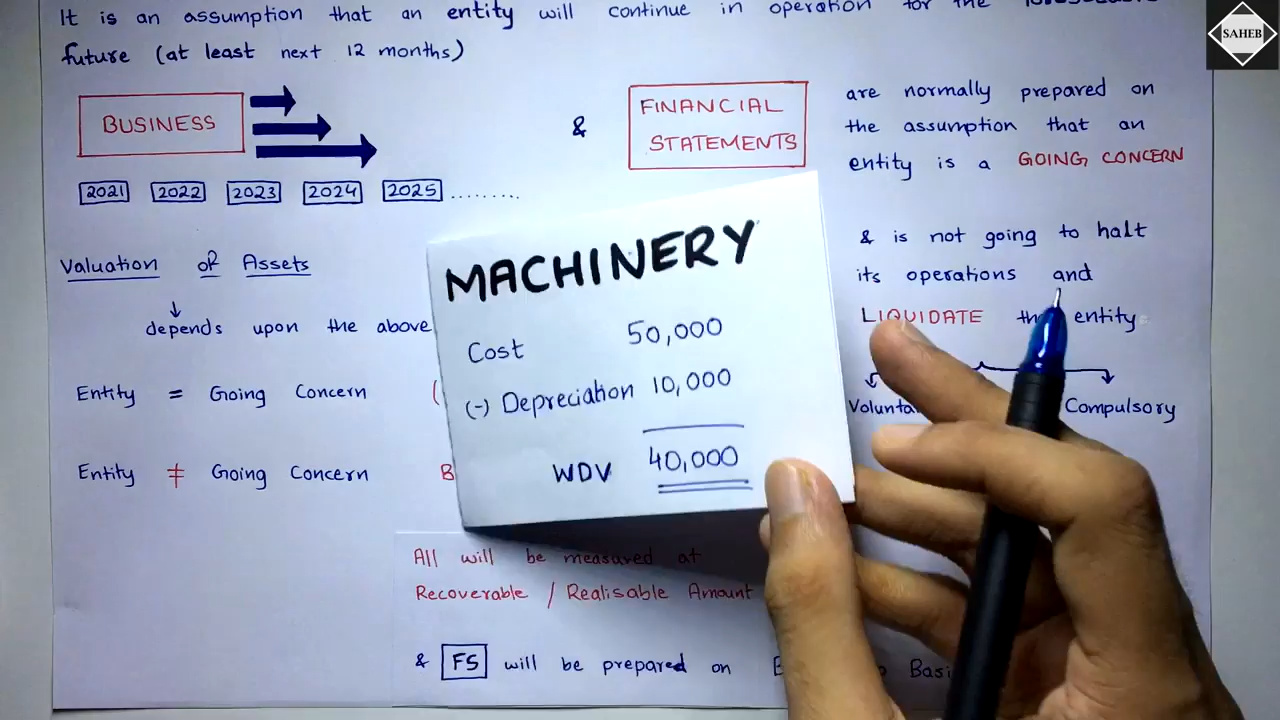 SAHEB
It is an assumption that an entity will continue in operation for the
future (at least next 12 months)
BUSINESS
2021 2022 2023 2024 2025 .........
&
FINANCIAL
STATEMENTS
are normally prepared on
the assumption that an
entity is a GOING CONCERN
& is not going to halt
its operations and
LIQUIDATE the entity
Compulsory
Valuation of Assets
depends upon the above
Entity = Going Concern (
Entity ≠ Going Concern
MACHINERY
Cost 50,000
(-) Depreciation 10,000
WDV 40,000
All will be measured at
Recoverable / Realisable Amount
& FS will be prepared on